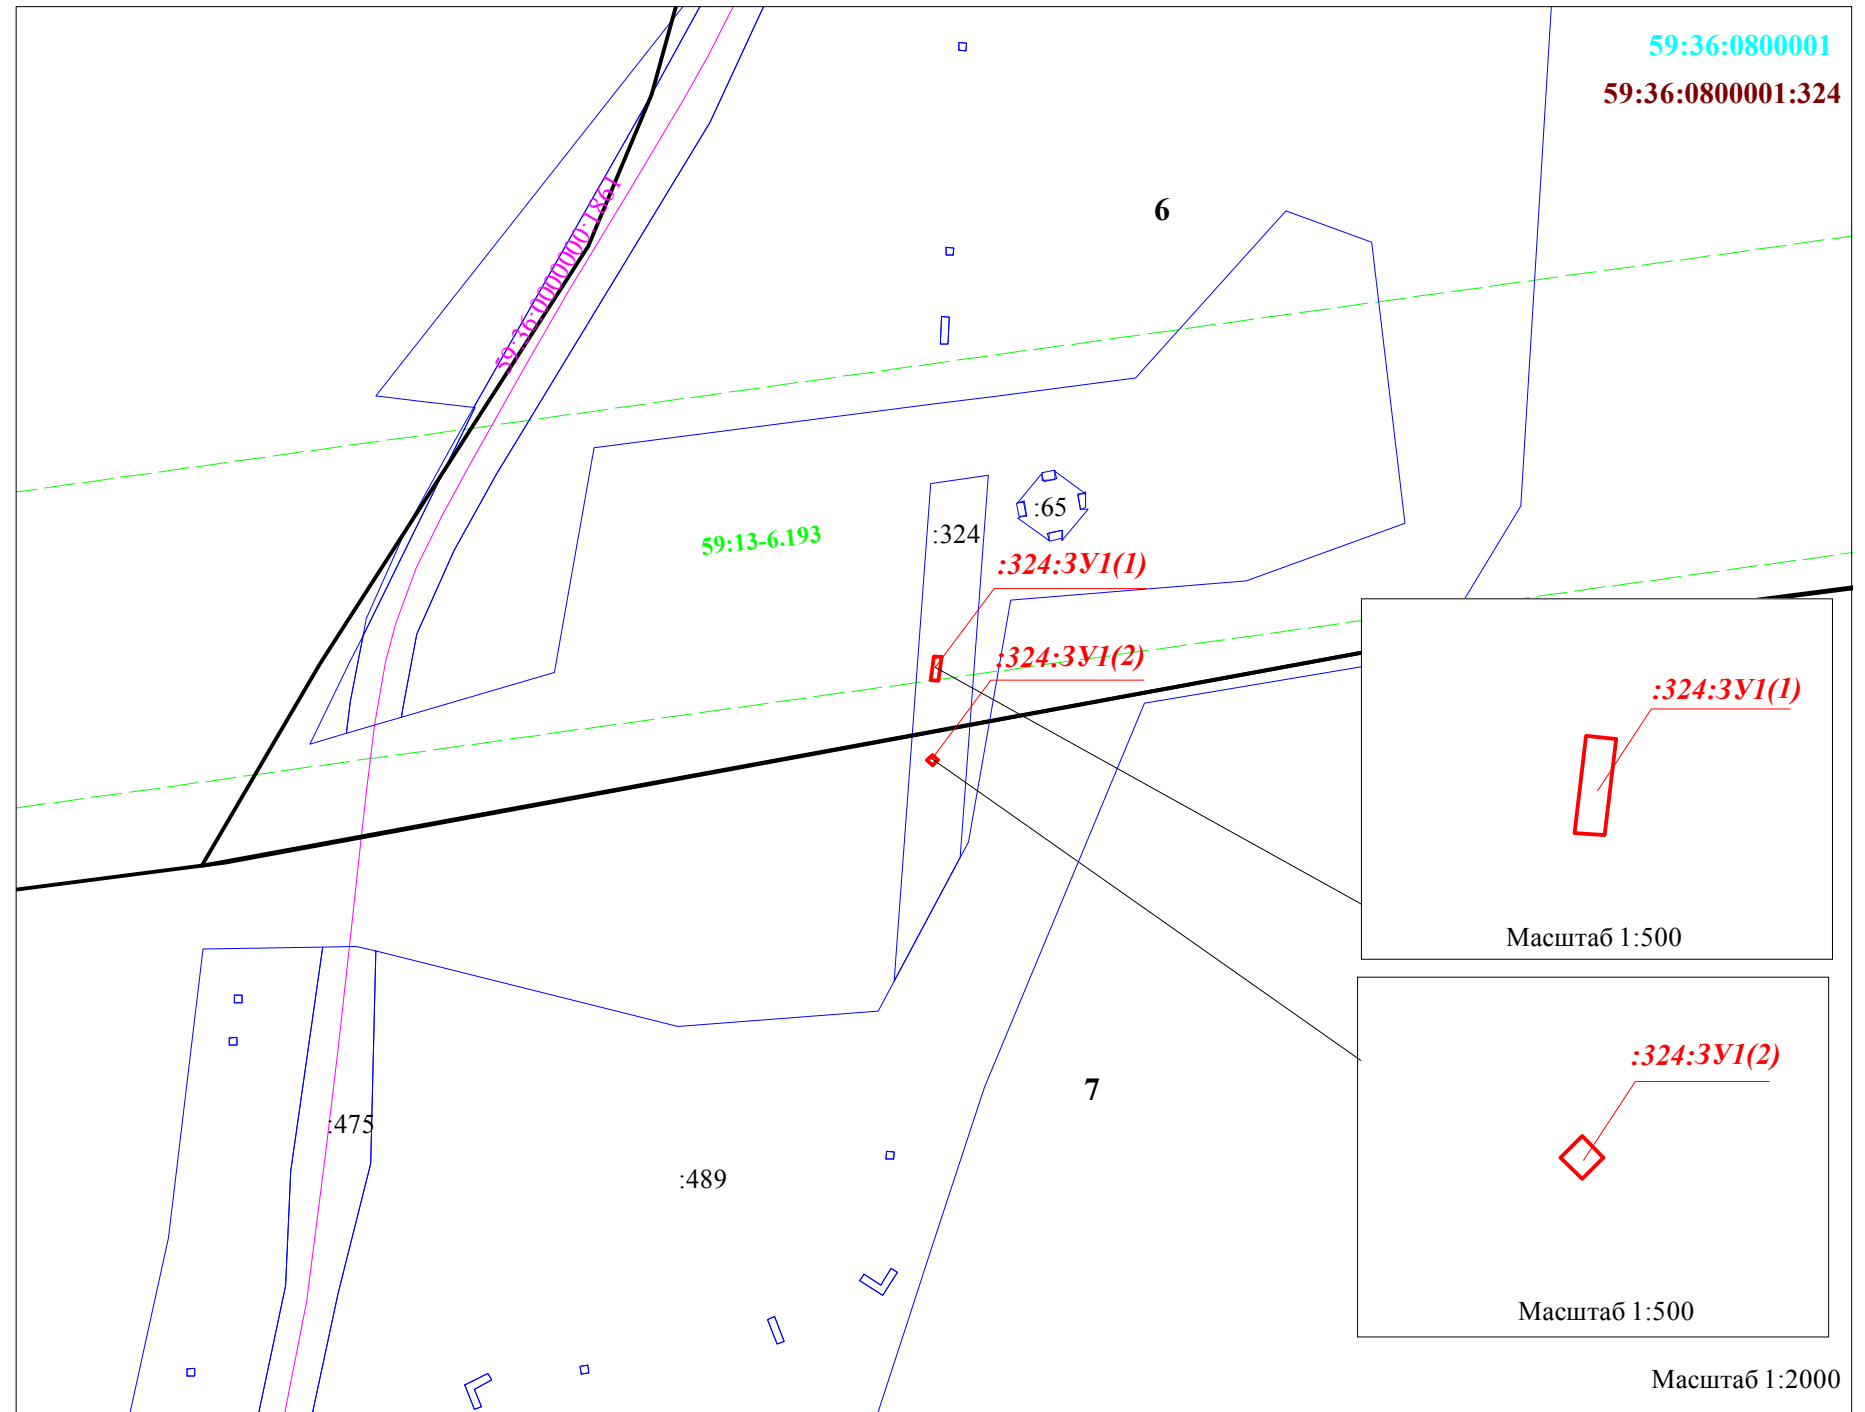 59:36:0800001
59:36:0800001:324
59:36:0000000:1861
6
:65
:324
59:13-6.193
:324:ЗУ1(1)
:324:ЗУ1(2)
:324:ЗУ1(1)
Масштаб 1:500
:324:ЗУ1(2)
7
:475
:489
Масштаб 1:500
Масштаб 1:2000